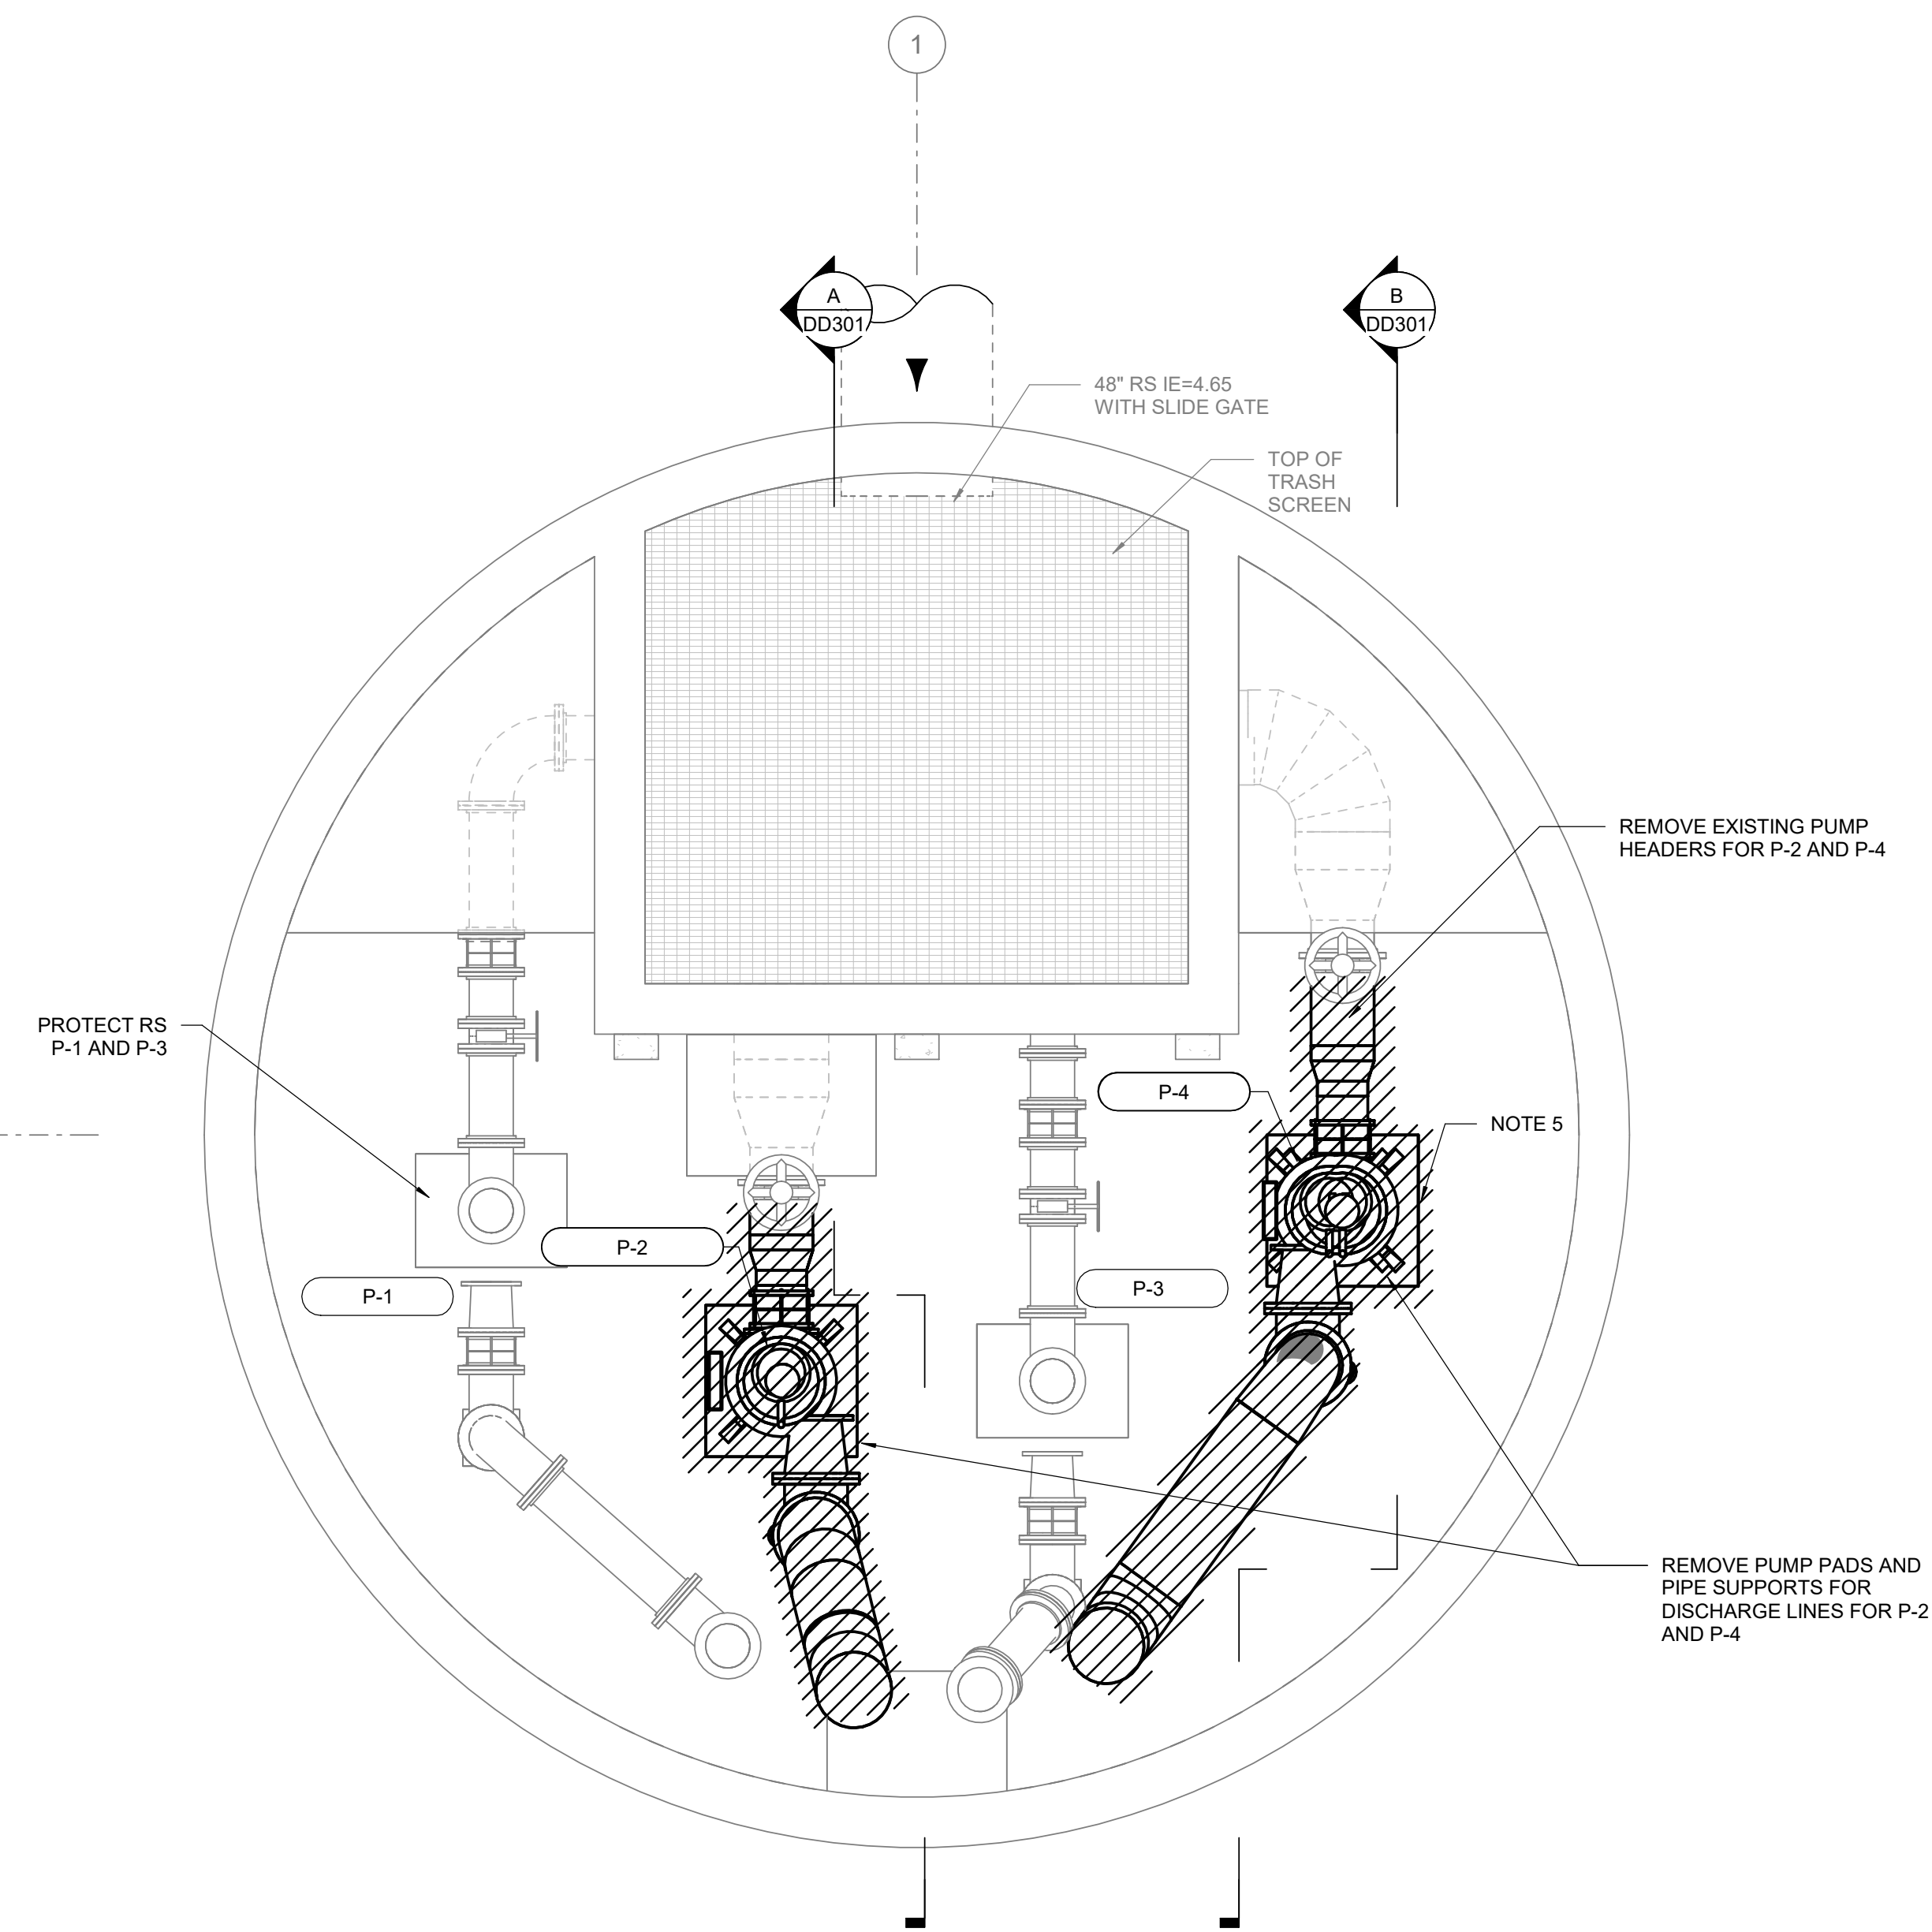 1
A
DD301
B
DD301
48" RS IE=4.65
WITH SLIDE GATE
TOP OF
TRASH
SCREEN
REMOVE EXISTING PUMP
HEADERS FOR P-2 AND P-4
PROTECT RS
P-1 AND P-3
P-4
NOTE 5
P-2
P-1
P-3
REMOVE PUMP PADS AND
PIPE SUPPORTS FOR
DISCHARGE LINES FOR P-2
AND P-4